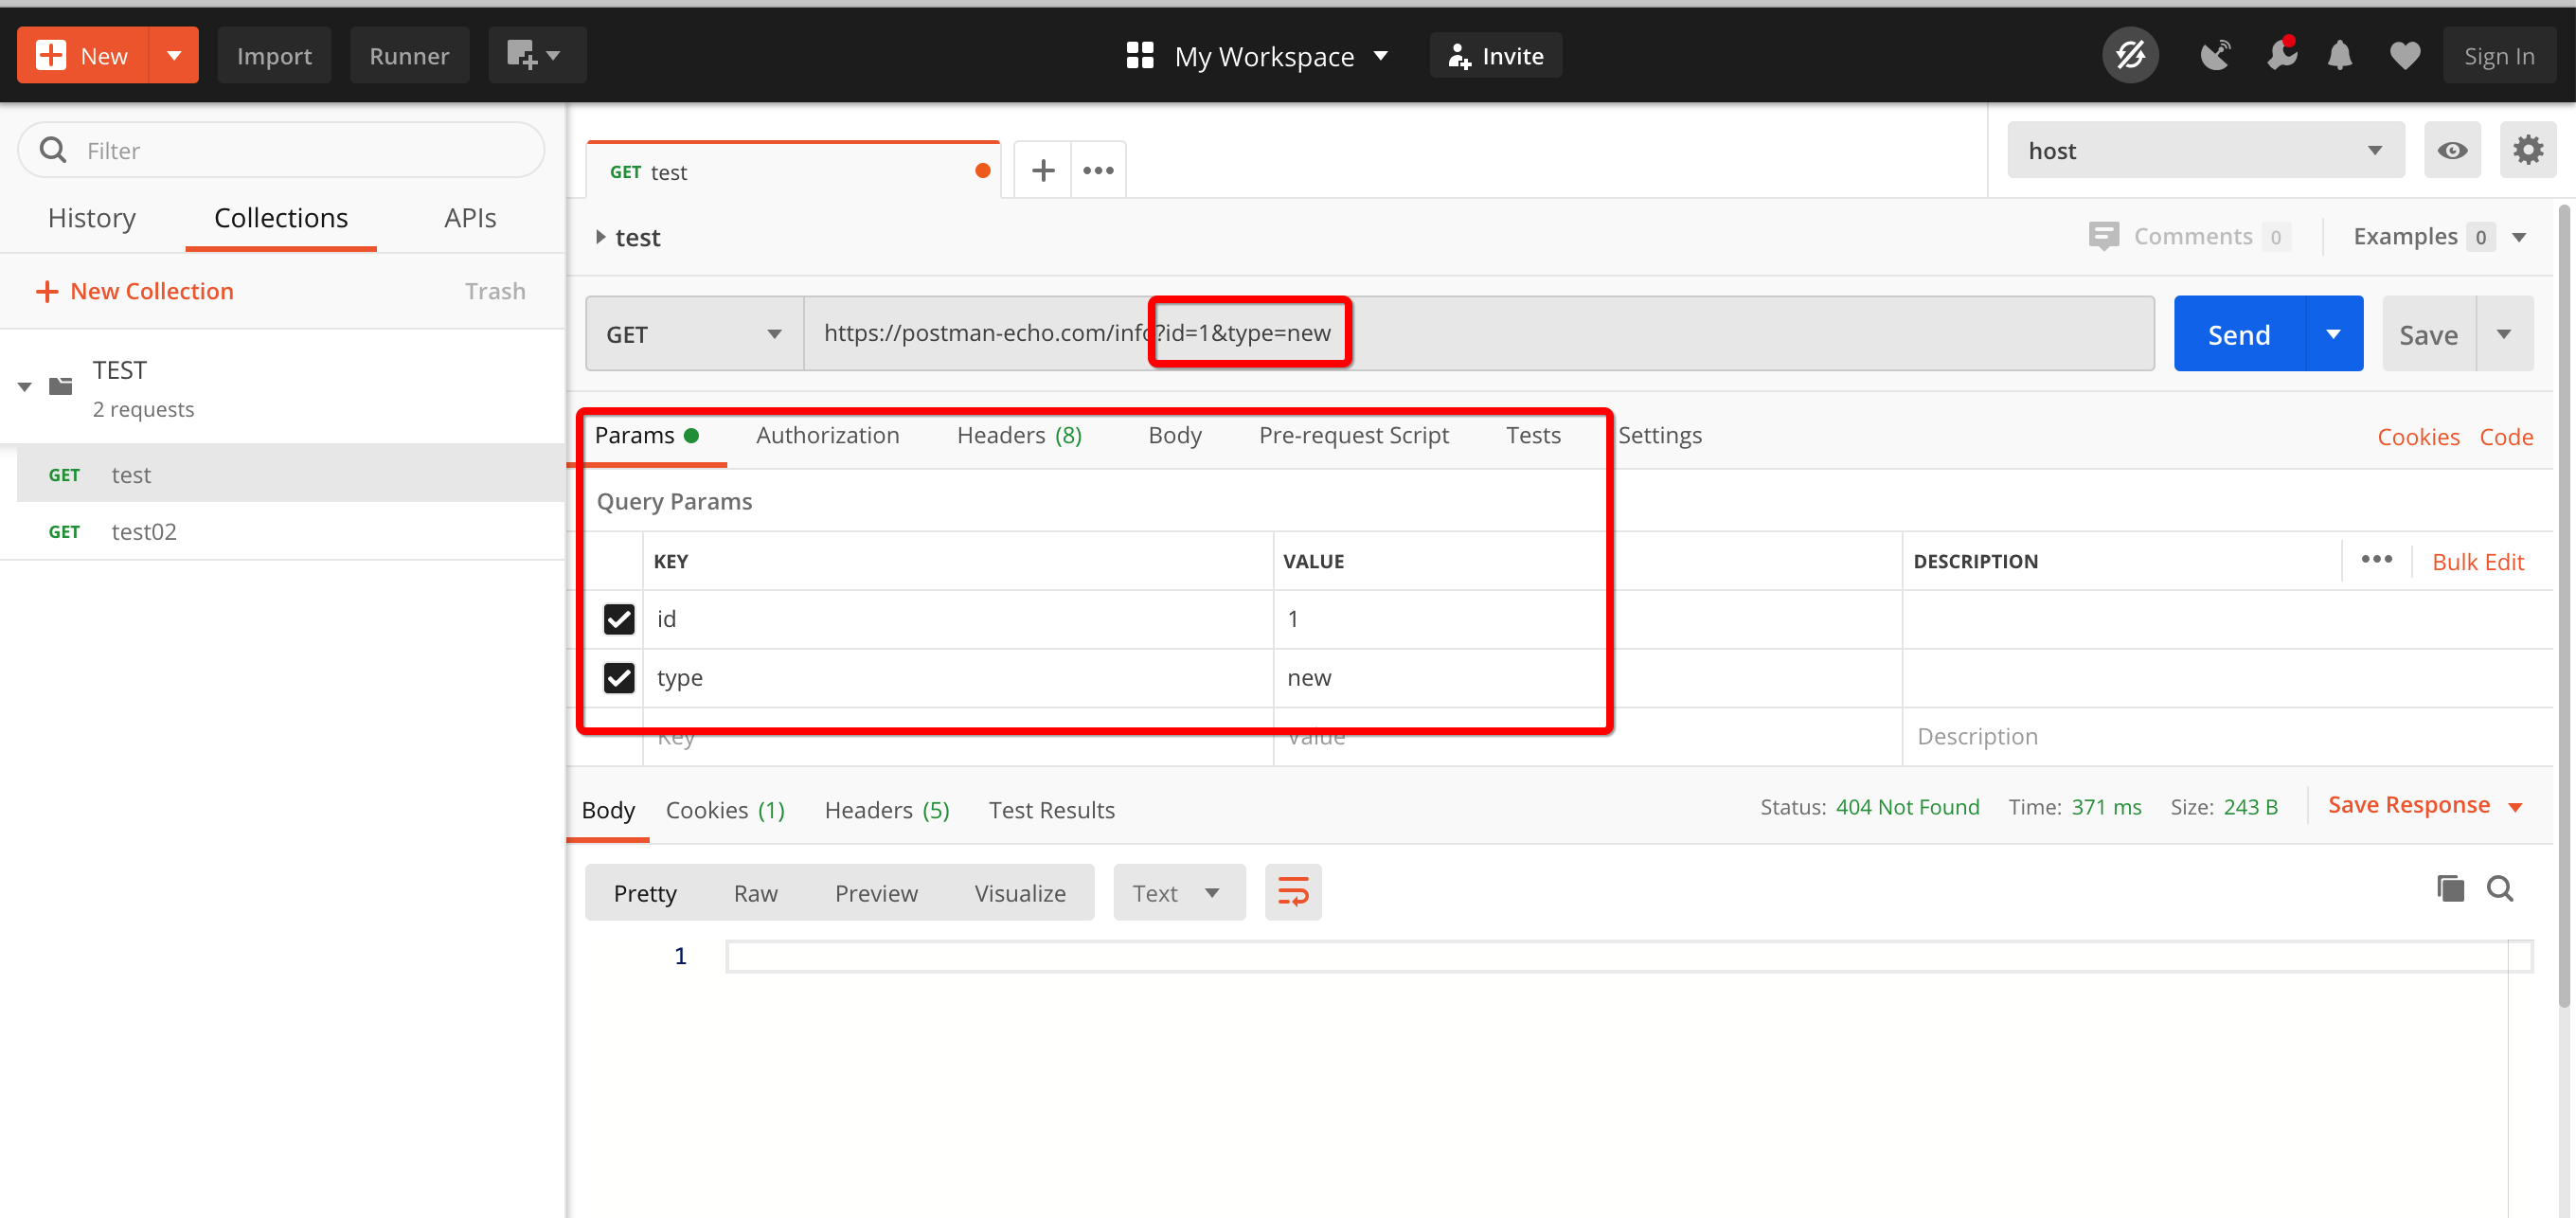 New Import Runner My Workspace Invite Sign In
Filter
GET test
host
History Collections APIs
test
Comments 0 Examples 0
New Collection Trash
GET https://postman-echo.com/info?id=1&type=new Send Save
TEST
2 requests
Params Authorization Headers (8) Body Pre-request Script Tests Settings Cookies Code
GET test
Query Params
GET test02
KEY VALUE DESCRIPTION Bulk Edit
id 1
type new
Key Value Description
Body Cookies (1) Headers (5) Test Results Status: 404 Not Found Time: 371 ms Size: 243 B Save Response
Pretty Raw Preview Visualize Text
1